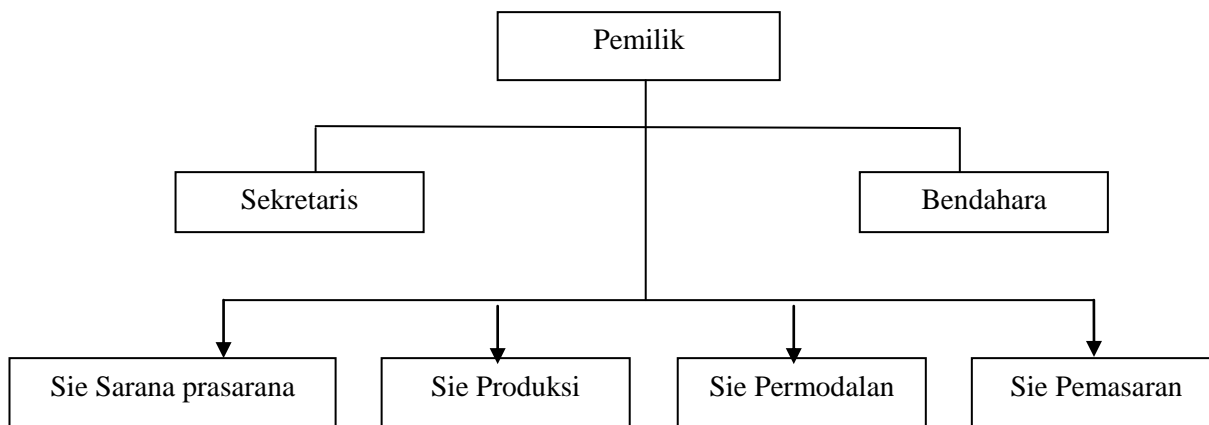 Pemilik
Sekretaris
Bendahara
Sie Sarana prasarana
Sie Produksi
Sie Permodalan
Sie Pemasaran